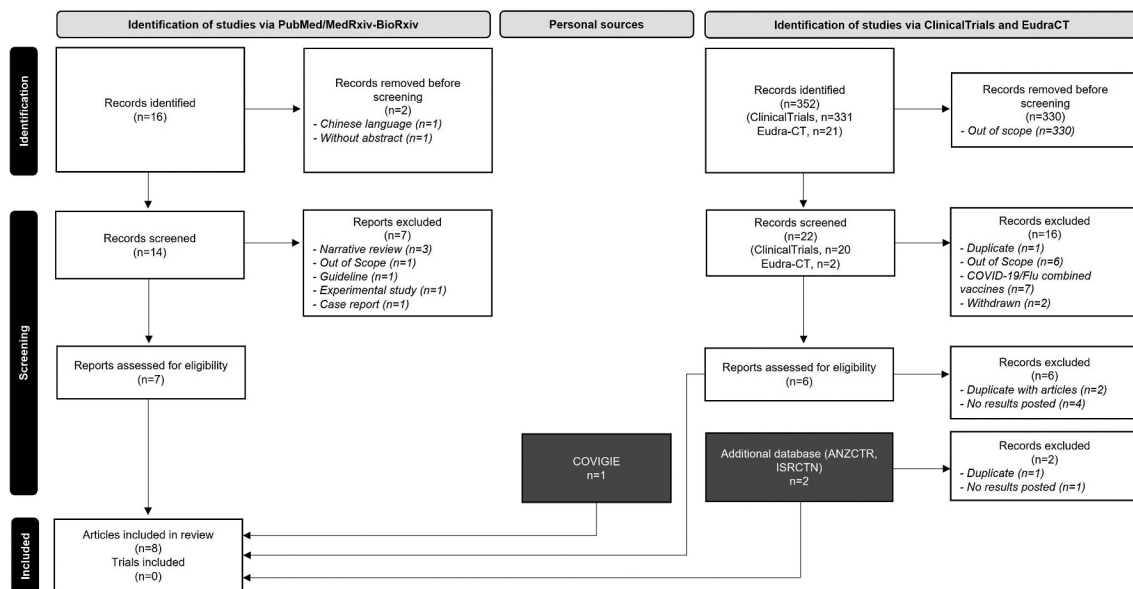 Identification of studies via PubMed/MedRxiv-BioRxiv
Personal sources
Identification of studies via ClinicalTrials and EudraCT
Identification
Records identified
(n=16)
Records removed before
screening
(n=2)
- Chinese language (n=1)
- Without abstract (n=1)
Records identified
(n=352)
(ClinicalTrials, n=331
Eudra-CT, n=21)
Records removed before
screening
(n=330)
- Out of scope (n=330)
Screening
Records screened
(n=14)
Reports excluded
(n=7)
- Narrative review (n=3)
- Out of Scope (n=1)
- Guideline (n=1)
- Experimental study (n=1)
- Case report (n=1)
Records screened
(n=22)
(ClinicalTrials, n=20
Eudra-CT, n=2)
Records excluded
(n=16)
- Duplicate (n=1)
- Out of Scope (n=6)
- COVID-19/Flu combined
vaccines (n=7)
- Withdrawn (n=2)
Reports assessed for eligibility
(n=7)
Reports assessed for eligibility
(n=6)
Records excluded
(n=6)
- Duplicate with articles (n=2)
- No results posted (n=4)
COVIGIE
n=1
Additional database (ANZCTR,
ISRCTN)
n=2
Records excluded
(n=2)
- Duplicate (n=1)
- No results posted (n=1)
Included
Articles included in review
(n=8)
Trials included
(n=0)